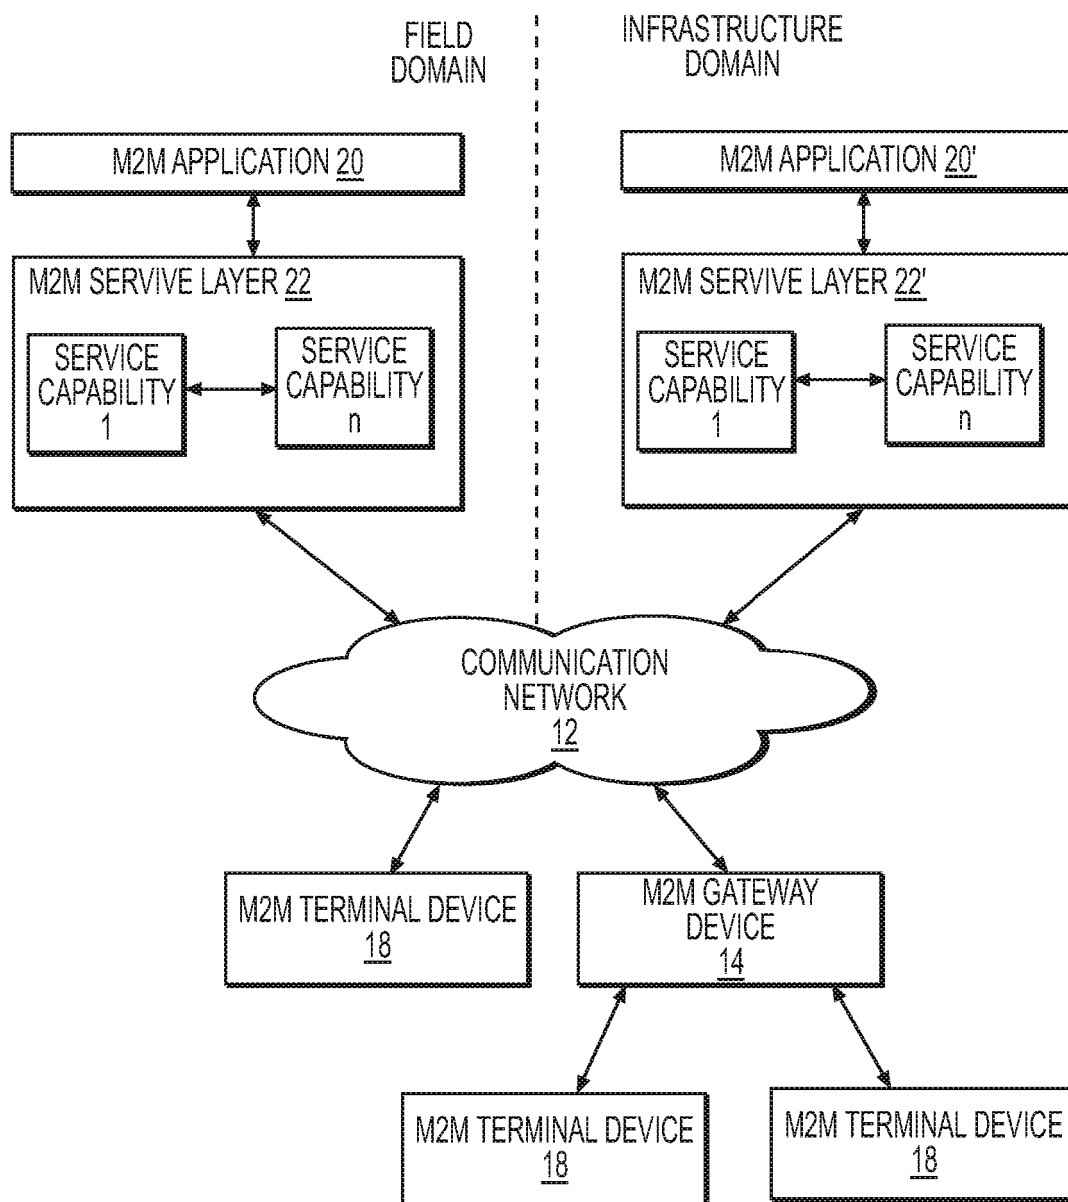 FIELD
DOMAIN
INFRASTRUCTURE
DOMAIN
M2M APPLICATION 20
M2M APPLICATION 20'
M2M SERVIVE LAYER 22
SERVICE
CAPABILITY
1
SERVICE
CAPABILITY
n
M2M SERVIVE LAYER 22'
SERVICE
CAPABILITY
1
SERVICE
CAPABILITY
n
COMMUNICATION
NETWORK
12
M2M TERMINAL DEVICE
18
M2M GATEWAY
DEVICE
14
M2M TERMINAL DEVICE
18
M2M TERMINAL DEVICE
18